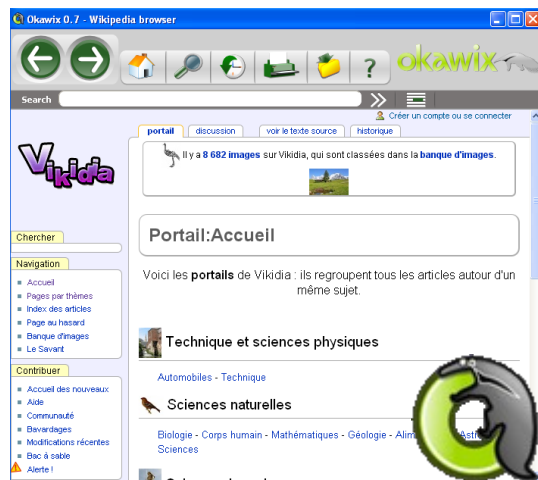 Okawix 0.7 - Wikipedia browser
?
okawix
Search
Créer un compte ou se connecter
portail discussion voir le texte source historique
Il y a 8 682 images sur Vikidia, qui sont classées dans la banque d'images.
Vikidia
Chercher
Navigation
Accueil
Pages par thèmes
Index des articles
Page au hasard
Banque d'images
Le Savant
Contribuer
Accueil des nouveaux
Aide
Communauté
Bavardages
Modifications récentes
Bac à sable
Alerte !
Portail:Accueil
Voici les portails de Vikidia : ils regroupent tous les articles autour d'un
même sujet.
Technique et sciences physiques
Automobiles - Technique
Sciences naturelles
Biologie - Corps humain - Mathématiques - Géologie -
Sciences